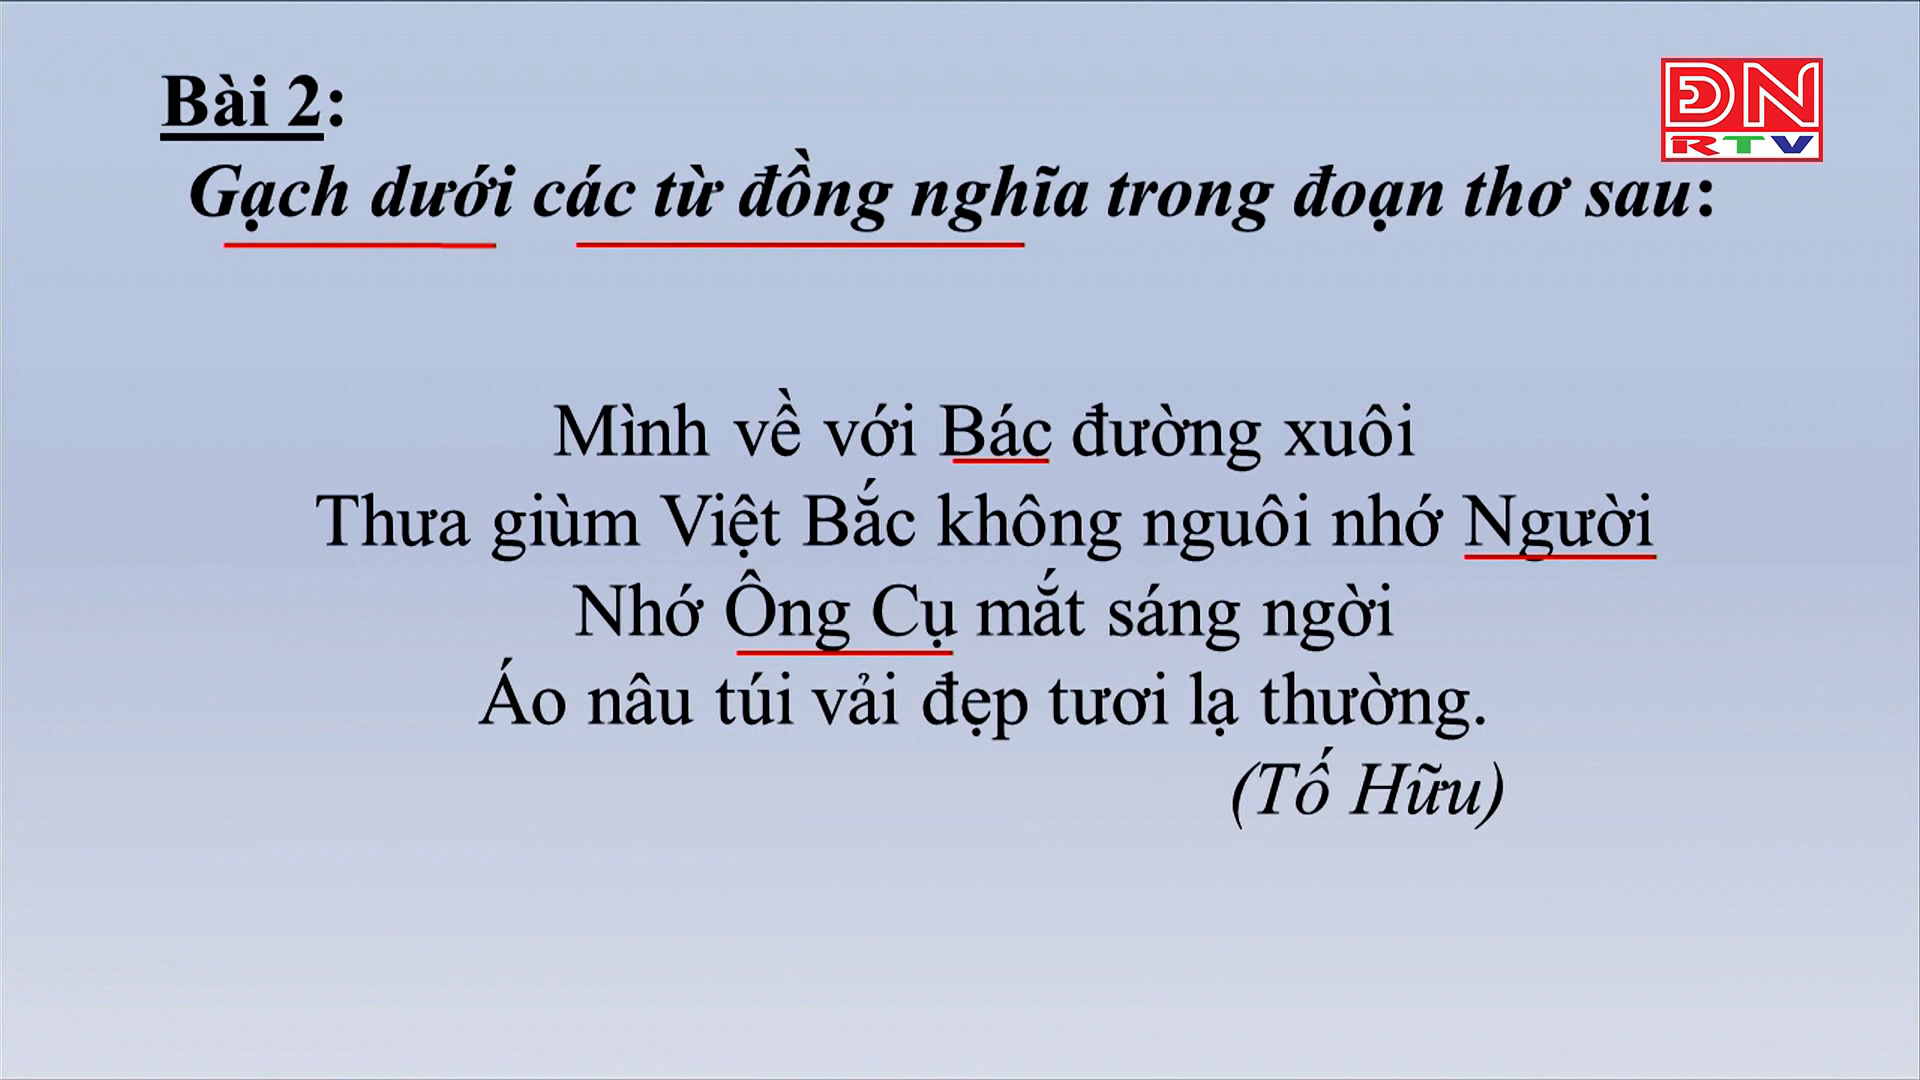 Bài 2:
ĐN
RTV
Gạch dưới các từ đồng nghĩa trong đoạn thơ sau:
Mình về với Bác đường xuôi
Thưa giùm Việt Bắc không nguôi nhớ Người
Nhớ Ông Cụ mắt sáng ngời
Áo nâu túi vải đẹp tươi lạ thường.
(Tố Hữu)